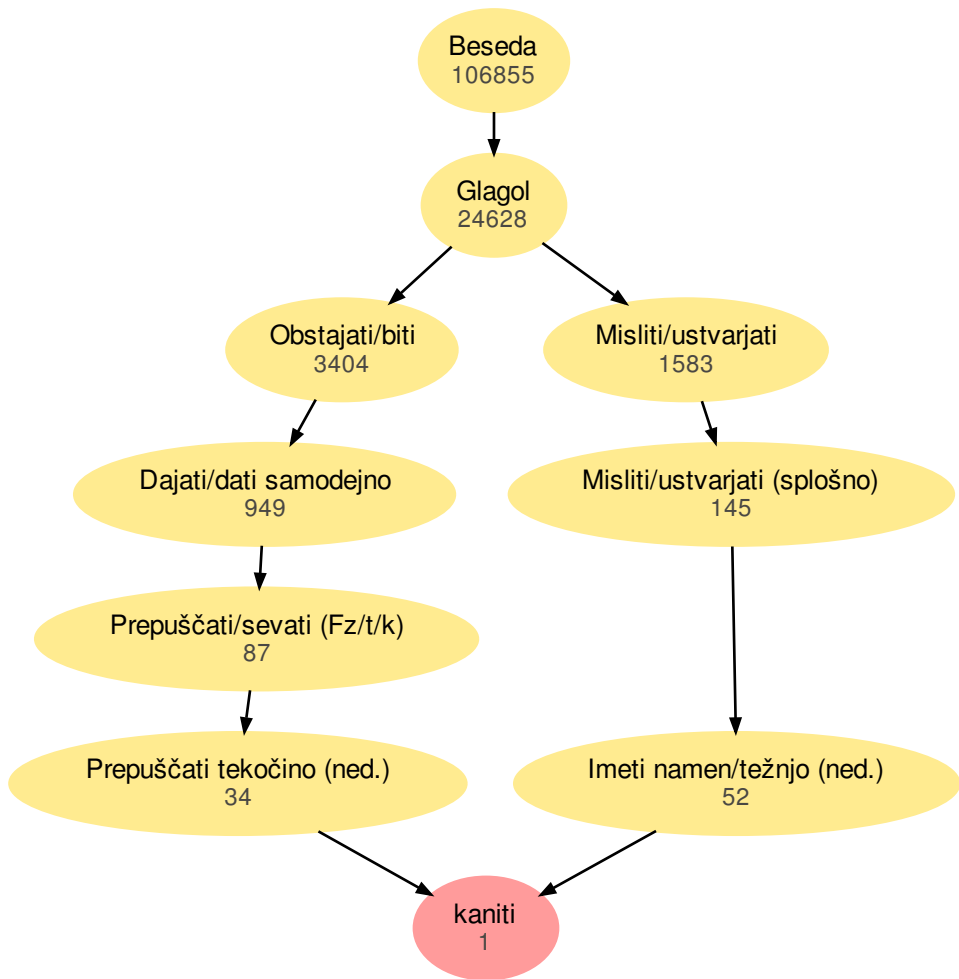 Beseda
106855
Glagol
24628
Obstajati/biti
3404
Misliti/ustvarjati
1583
Dajati/dati samodejno
949
Misliti/ustvarjati (splošno)
145
Prepuščati/sevati (Fz/t/k)
87
Prepuščati tekočino (ned.)
34
Imeti namen/težnjo (ned.)
52
kaniti
1